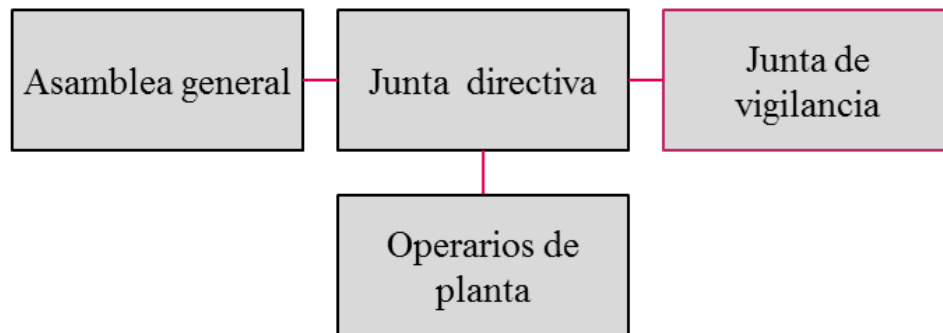 Asamblea general
Junta directiva
Junta de
vigilancia
Operarios de
planta